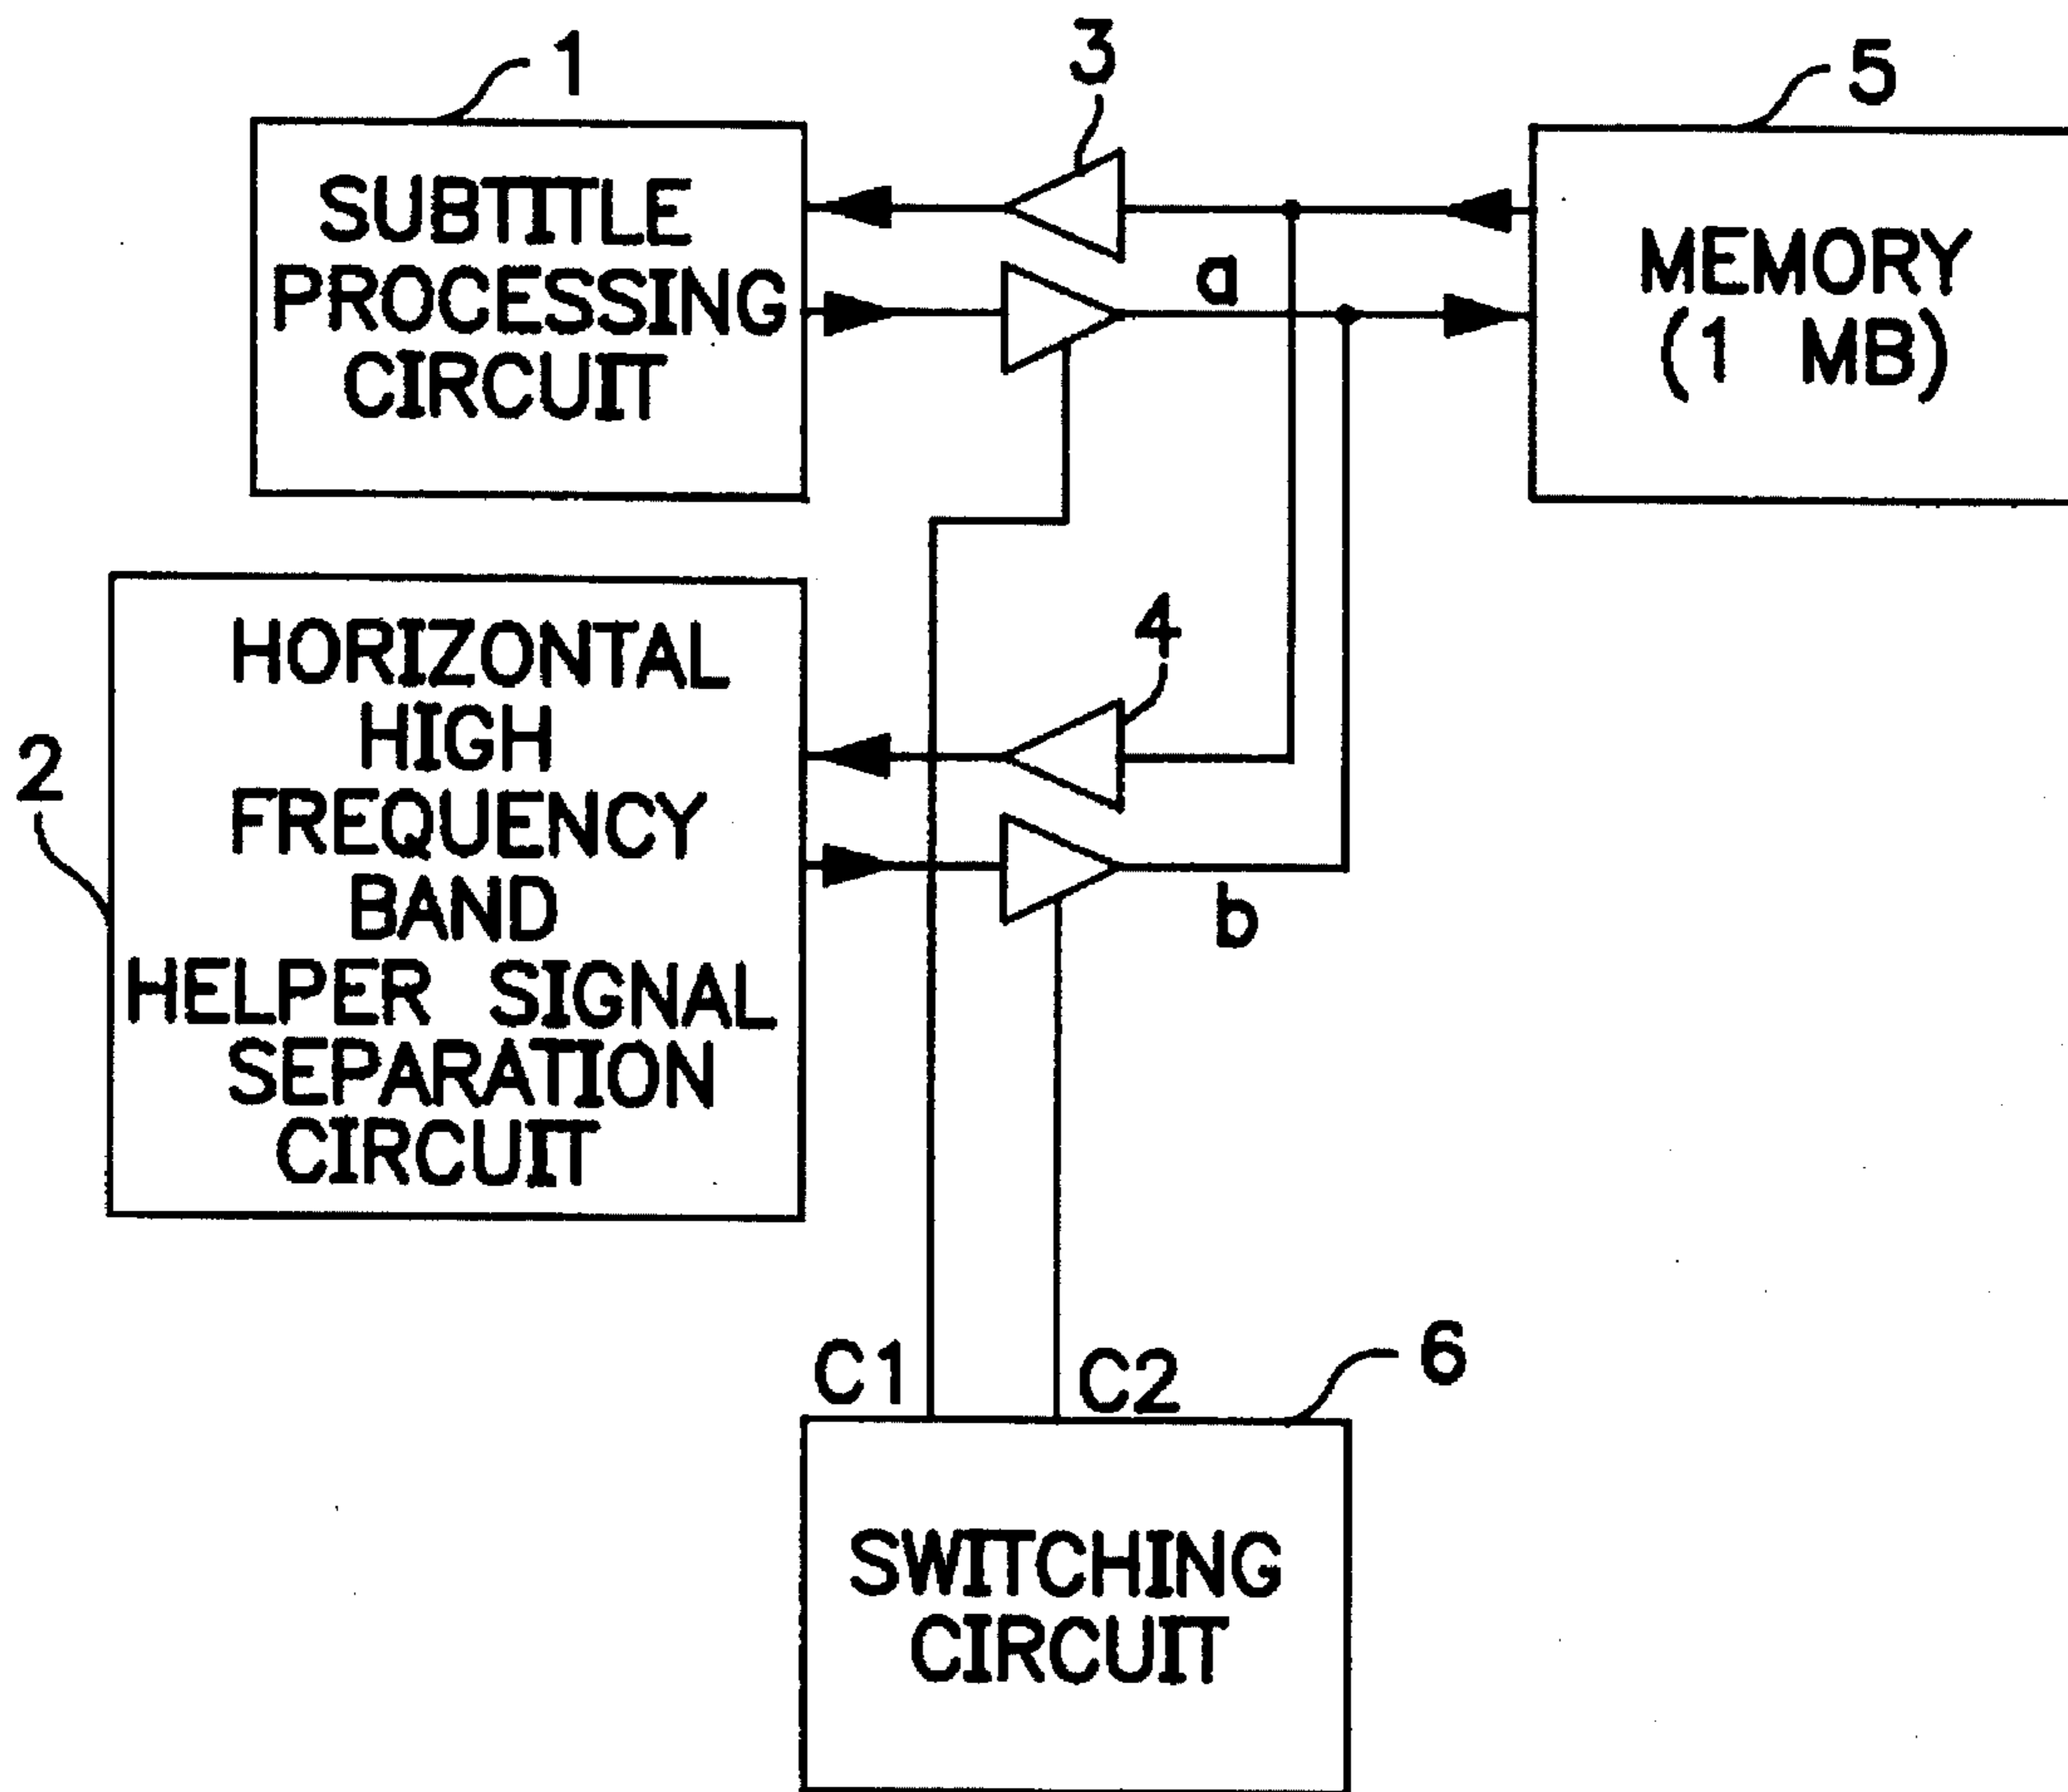 1
3
5
SUBTITLE
PROCESSING
CIRCUIT
a
MEMORY
(1 MB)
2
HORIZONTAL
HIGH
FREQUENCY
BAND
HELPER SIGNAL
SEPARATION
CIRCUIT
4
b
C1
C2
6
SWITCHING
CIRCUIT